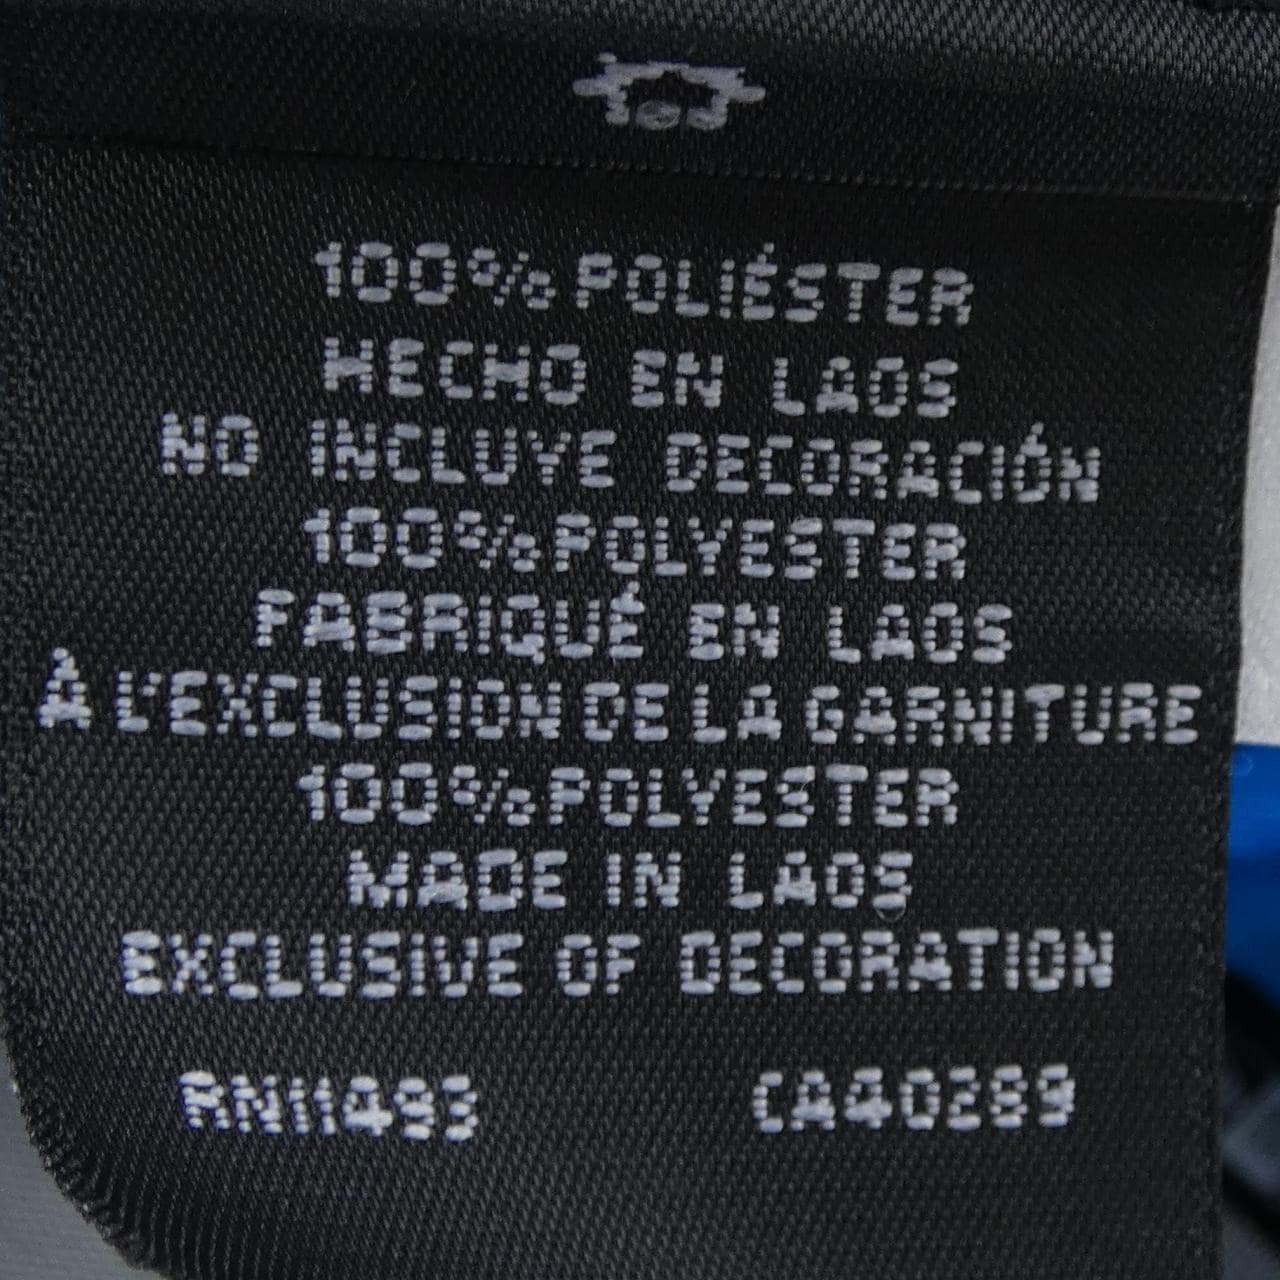 100% POLIÉSTER
HECHO EN LAOS
NO INCLUYE DECORACIÓN
100% POLYESTER
FABRIQUÉ EN LAOS
À L'EXCLUSION DE LA GARNITURE
100% POLYESTER
MADE IN LAOS
EXCLUSIVE OF DECORATION
RN11493 CA40289